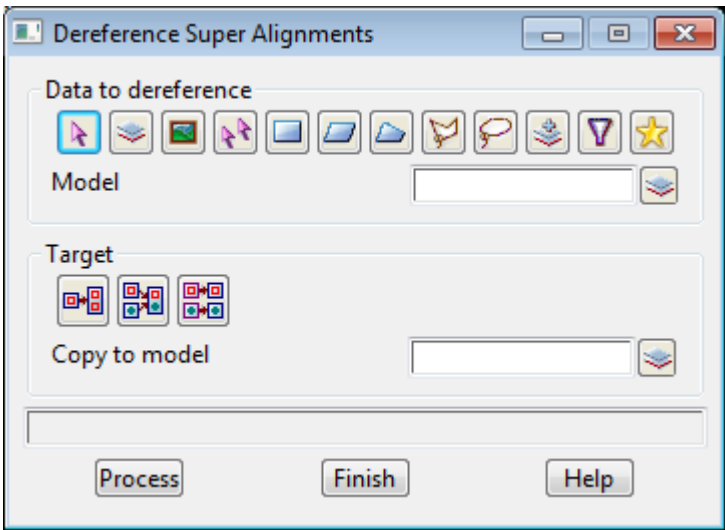 Dereference Super Alignments
Data to dereference
Model
Target
Copy to model
Process Finish Help